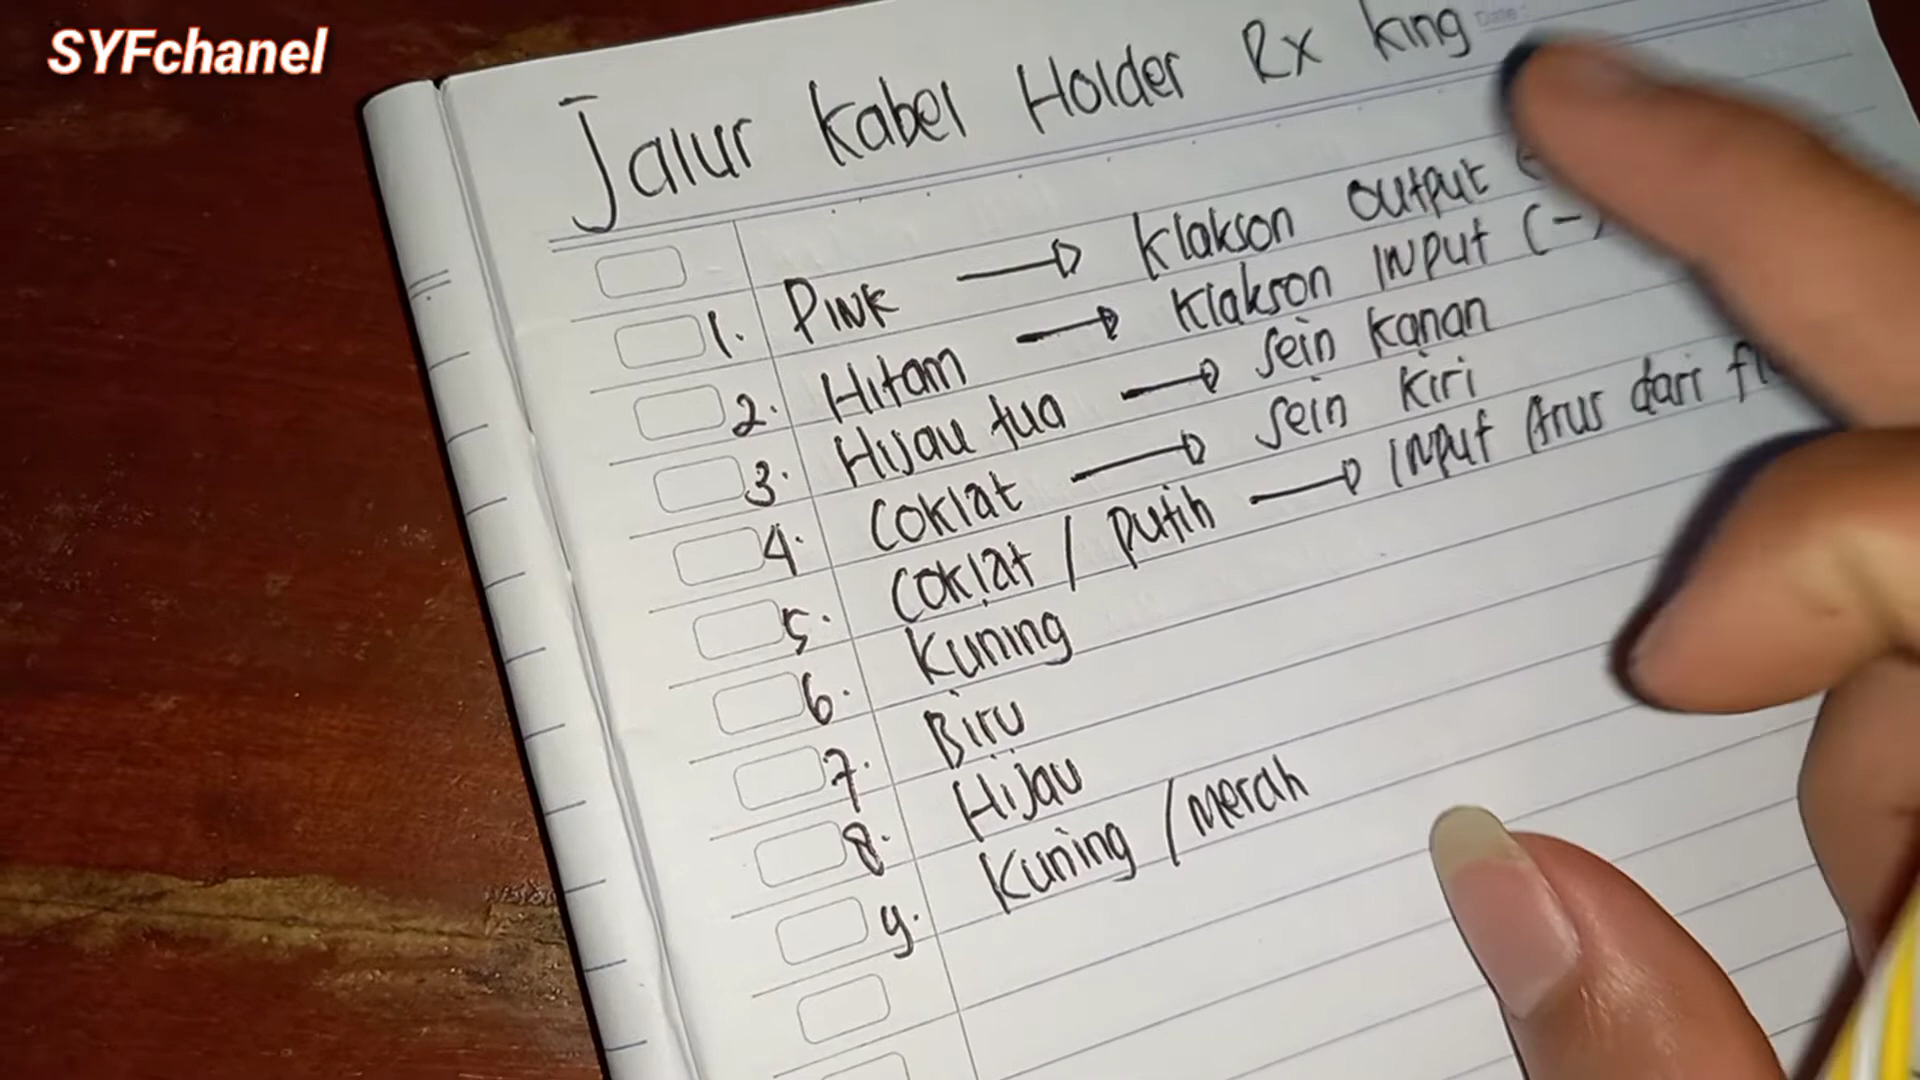 SYFchanel
Jalur Kabel Holder Rx King
Date:
1. Pink → Klakson output
2. Hitam → Klakson input (-)
3. Hijau tua → Sein Kanan
4. Coklat → Sein Kiri
5. Coklat / Putih → Input Arus dari
6. Kuning
7. Biru
8. Hijau
9. Kuning / Merah